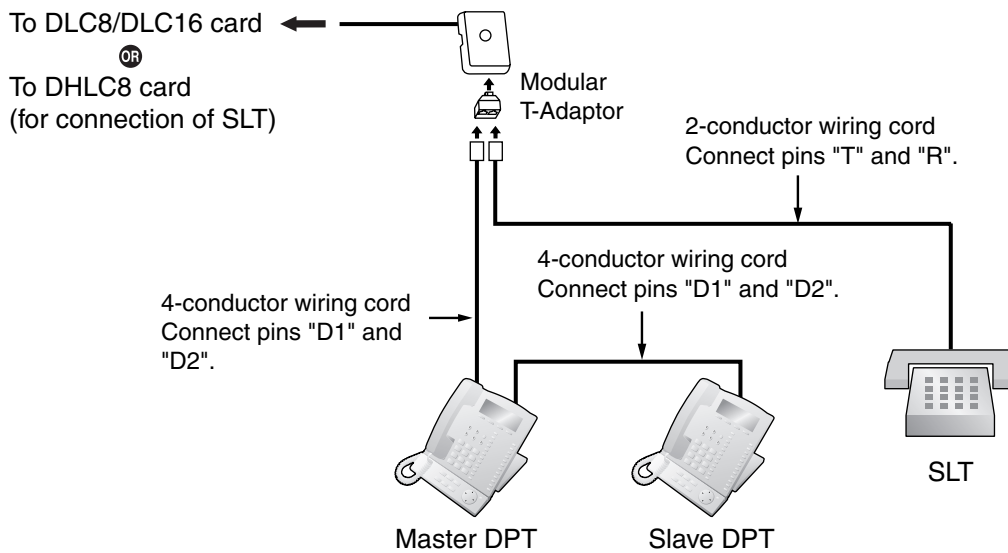 To DLC8/DLC16 card
OR
To DHLC8 card
(for connection of SLT)
Modular
T-Adaptor
2-conductor wiring cord
Connect pins "T" and "R".
4-conductor wiring cord
Connect pins "D1" and "D2".
4-conductor wiring cord
Connect pins "D1" and
"D2".
SLT
Master DPT
Slave DPT